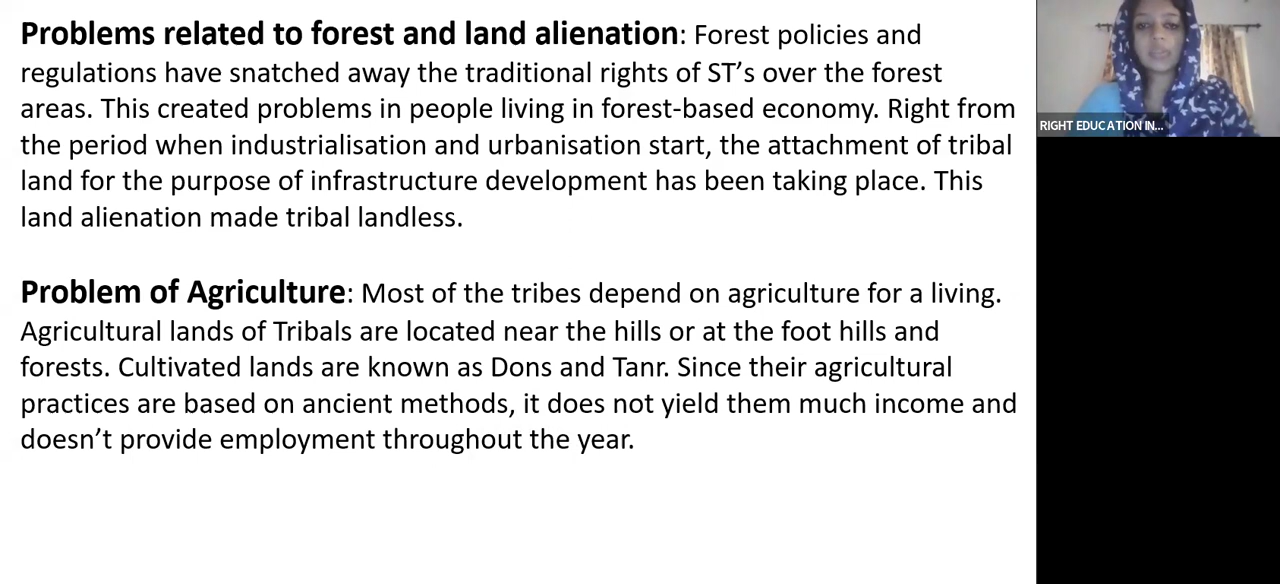 Problems related to forest and land alienation: Forest policies and
regulations have snatched away the traditional rights of ST’s over the forest
areas. This created problems in people living in forest-based economy. Right from
the period when industrialisation and urbanisation start, the attachment of tribal
land for the purpose of infrastructure development has been taking place. This
land alienation made tribal landless.
Problem of Agriculture: Most of the tribes depend on agriculture for a living.
Agricultural lands of Tribals are located near the hills or at the foot hills and
forests. Cultivated lands are known as Dons and Tanr. Since their agricultural
practices are based on ancient methods, it does not yield them much income and
doesn’t provide employment throughout the year.
RIGHT EDUCATION IN...